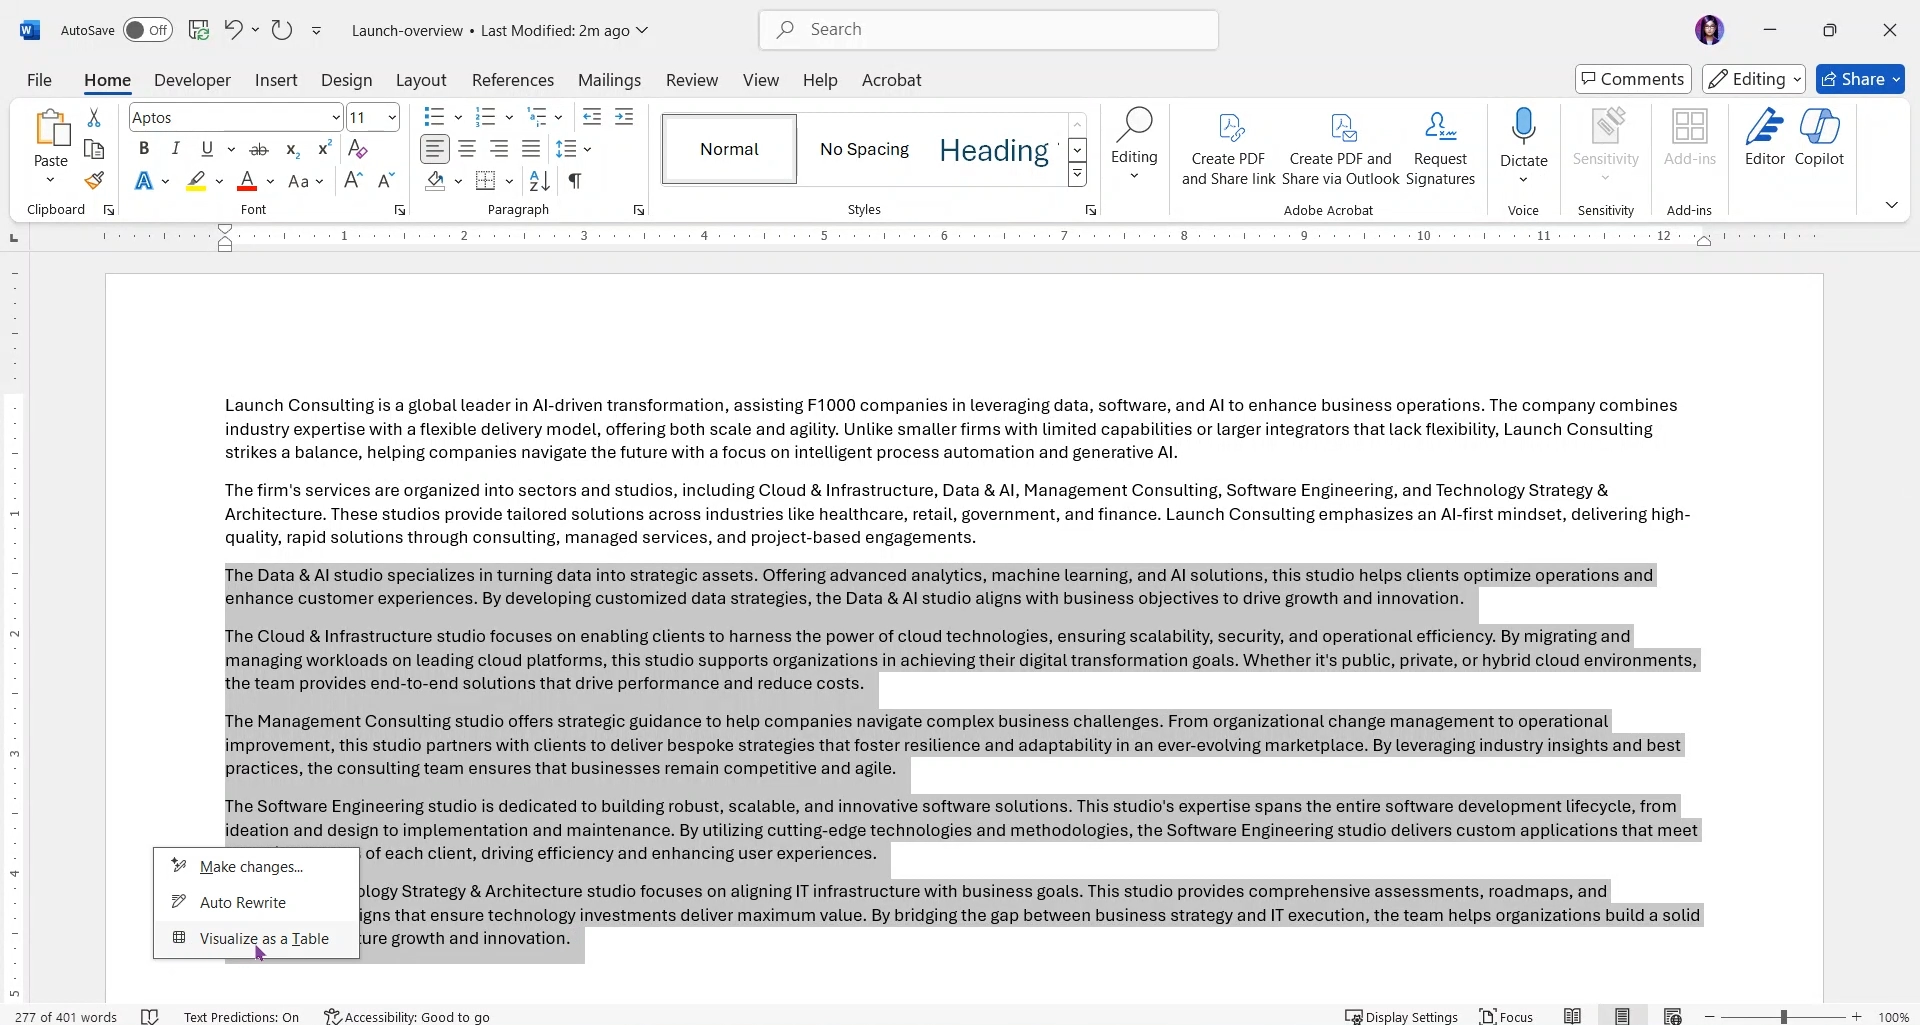 AutoSave Off Launch-overview • Last Modified: 2m ago Search
File Home Developer Insert Design Layout References Mailings Review View Help Acrobat Comments Editing Share
Paste
Clipboard
Aptos 11
Font
Paragraph
Normal No Spacing Heading
Styles
Editing
Create PDF and Share link
Create PDF and Share via Outlook
Request Signatures
Adobe Acrobat
Dictate
Voice
Sensitivity
Sensitivity
Add-ins
Add-ins
Editor
Copilot
1 2 3 4 5 6 7 8 9 10 11 12
Launch Consulting is a global leader in AI-driven transformation, assisting F1000 companies in leveraging data, software, and AI to enhance business operations. The company combines
industry expertise with a flexible delivery model, offering both scale and agility. Unlike smaller firms with limited capabilities or larger integrators that lack flexibility, Launch Consulting
strikes a balance, helping companies navigate the future with a focus on intelligent process automation and generative AI.
The firm's services are organized into sectors and studios, including Cloud & Infrastructure, Data & AI, Management Consulting, Software Engineering, and Technology Strategy &
Architecture. These studios provide tailored solutions across industries like healthcare, retail, government, and finance. Launch Consulting emphasizes an AI-first mindset, delivering high-
quality, rapid solutions through consulting, managed services, and project-based engagements.
The Data & AI studio specializes in turning data into strategic assets. Offering advanced analytics, machine learning, and AI solutions, this studio helps clients optimize operations and
enhance customer experiences. By developing customized data strategies, the Data & AI studio aligns with business objectives to drive growth and innovation.
The Cloud & Infrastructure studio focuses on enabling clients to harness the power of cloud technologies, ensuring scalability, security, and operational efficiency. By migrating and
managing workloads on leading cloud platforms, this studio supports organizations in achieving their digital transformation goals. Whether it's public, private, or hybrid cloud environments,
the team provides end-to-end solutions that drive performance and reduce costs.
The Management Consulting studio offers strategic guidance to help companies navigate complex business challenges. From organizational change management to operational
improvement, this studio partners with clients to deliver bespoke strategies that foster resilience and adaptability in an ever-evolving marketplace. By leveraging industry insights and best
practices, the consulting team ensures that businesses remain competitive and agile.
The Software Engineering studio is dedicated to building robust, scalable, and innovative software solutions. This studio's expertise spans the entire software development lifecycle, from
ideation and design to implementation and maintenance. By utilizing cutting-edge technologies and methodologies, the Software Engineering studio delivers custom applications that meet
of each client, driving efficiency and enhancing user experiences.
Make changes...
ology Strategy & Architecture studio focuses on aligning IT infrastructure with business goals. This studio provides comprehensive assessments, roadmaps, and
Auto Rewrite
igns that ensure technology investments deliver maximum value. By bridging the gap between business strategy and IT execution, the team helps organizations build a solid
Visualize as a Table
ture growth and innovation.
1
2
3
4
5
277 of 401 words Text Predictions: On Accessibility: Good to go Display Settings Focus 100%